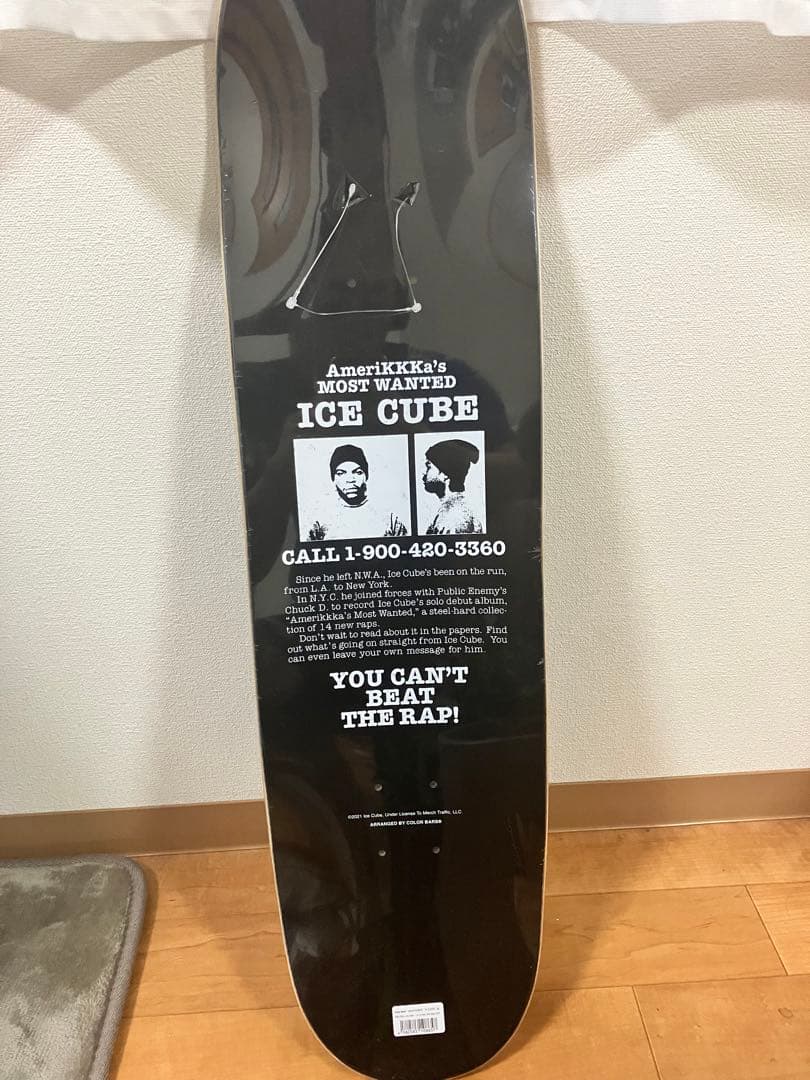 AmeriKKKa's
MOST WANTED
ICE CUBE
CALL 1-900-420-3360
Since he left N.W.A., Ice Cube's been on the run,
from L.A. to New York.
In N.Y.C. he joined forces with Public Enemy's
Chuck D. to record Ice Cube's solo debut album,
"Amerikkka's Most Wanted," a steel-hard collec-
tion of 14 new raps.
Don't wait to read about it in the papers. Find
out what's going on straight from Ice Cube. You
can even leave your own message for him.
YOU CAN'T
BEAT
THE RAP!
©2021 Ice Cube, Under License To Merch Traffic, LLC
ARRANGED BY COLOR BARS®